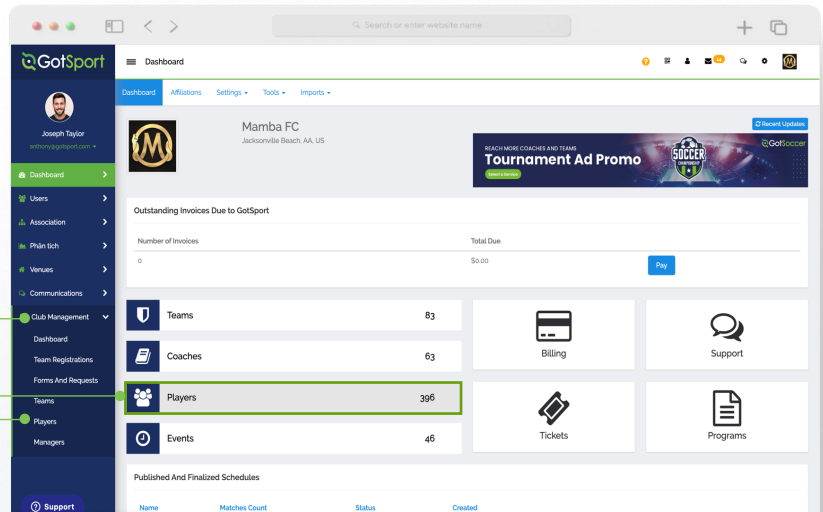 Search or enter website name
GotSport
Dashboard
14
Joseph Taylor
anthony@gotsport.com
Dashboard
Users
Association
Phân tích
Venues
Communications
Club Management
Dashboard
Team Registrations
Forms And Requests
Teams
Players
Managers
Support
Dashboard Affiliations Settings Tools Imports
Mamba FC
Jacksonville Beach, AA, US
Recent Updates
REACH MORE COACHES AND TEAMS
Tournament Ad Promo
Select a Service
SOCCER
CHAMPIONSHIP
GotSoccer
Outstanding Invoices Due to GotSport
Number of Invoices Total Due
0 $0.00 Pay
Teams 83
Coaches 63
Players 396
Events 46
Billing
Support
Tickets
Programs
Published And Finalized Schedules
Name Matches Count Status Created